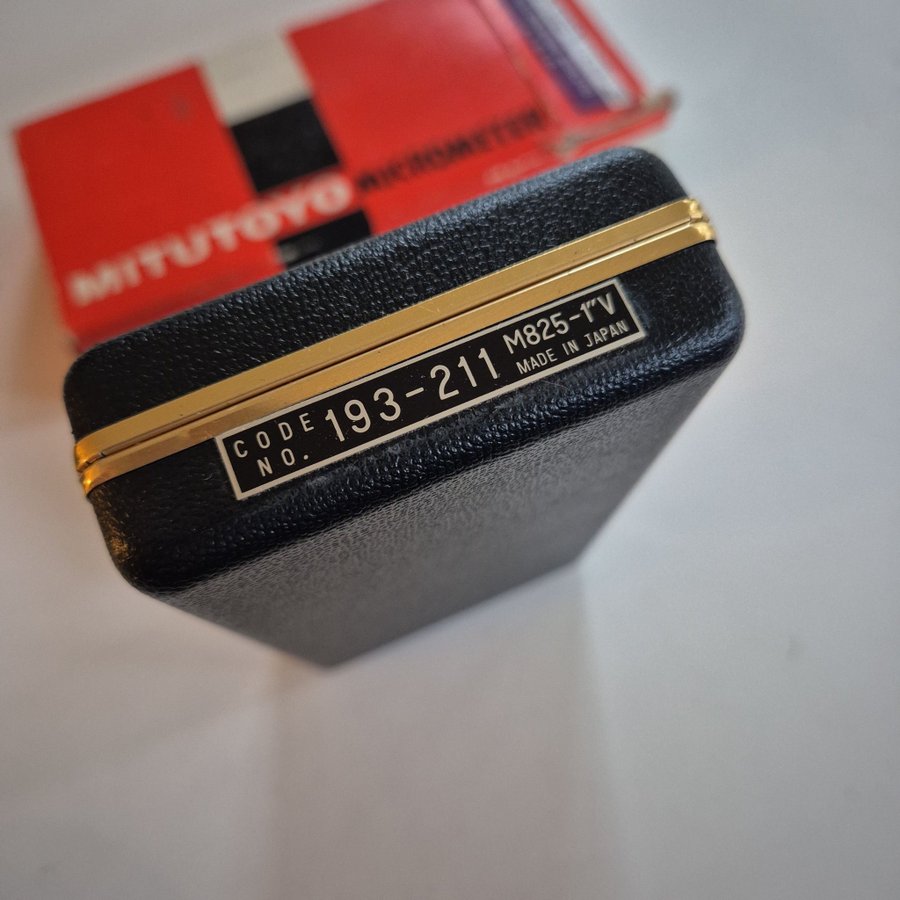 MITUTOYO MICROMETER
CODE NO. 193-211
M825-1"V
MADE IN JAPAN